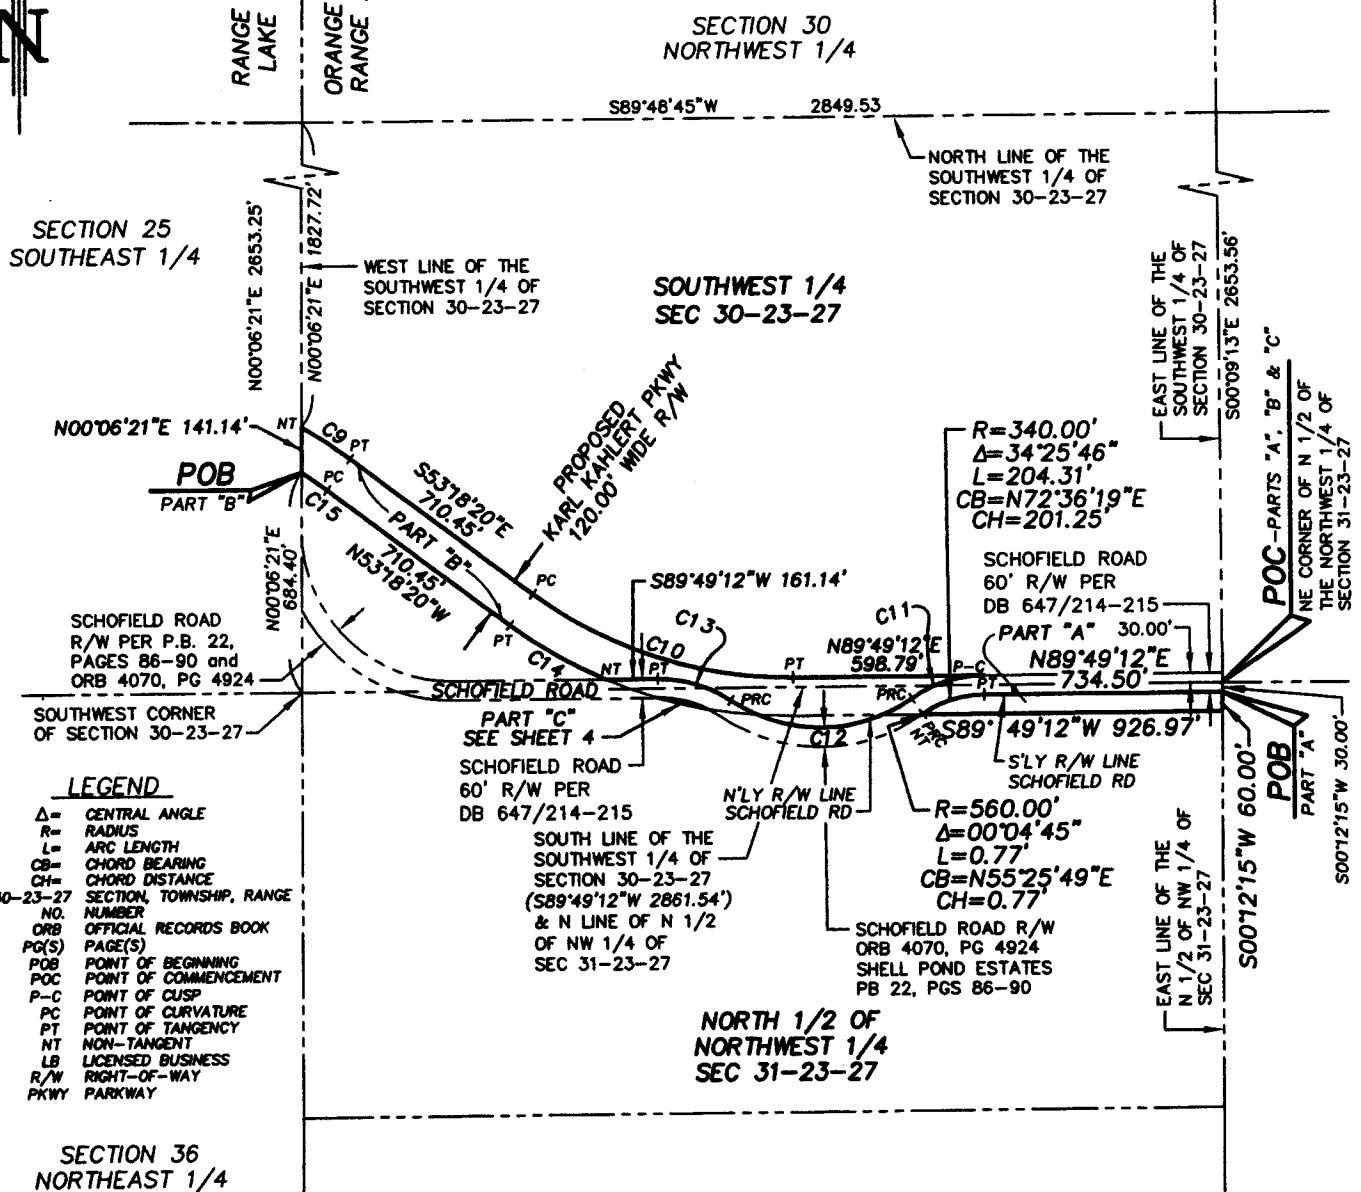 N
RANGE
LAKE
ORANGE
RANGE
SECTION 30
NORTHWEST 1/4
S89°48'45"W 2849.53
NORTH LINE OF THE
SOUTHWEST 1/4 OF
SECTION 30-23-27
SECTION 25
SOUTHEAST 1/4
N00°06'21"E 2653.25'
N00°06'21"E 1827.72'
WEST LINE OF THE
SOUTHWEST 1/4 OF
SECTION 30-23-27
SOUTHWEST 1/4
SEC 30-23-27
EAST LINE OF THE
SOUTHWEST 1/4 OF
SECTION 30-23-27
S00°09'13"E 2653.56'
N00°06'21"E 141.14'
NT
C9
PT
POB
PART "B"
PC
C15
S53°18'20"E
710.45'
PART "B"
710.45'
N53°18'20"W
PROPOSED
KARL KAHLERT PKWY
120.00' WIDE R/W
PC
PT
R=340.00'
Δ=34°25'46"
L=204.31'
CB=N72°36'19"E
CH=201.25'
POC-PARTS "A", "B" & "C"
NE CORNER OF N 1/2 OF
THE NORTHWEST 1/4 OF
SECTION 31-23-27
N00°06'21"E
684.40'
SCHOFIELD ROAD
R/W PER P.B. 22,
PAGES 86-90 and
ORB 4070, PG 4924
S89°49'12"W 161.14'
SCHOFIELD ROAD
60' R/W PER
DB 647/214-215
C13
C11
C10
C14
NT
PT
PT
N89°49'12"E
598.79'
P-C
PT
PART "A" 30.00'
N89°49'12"E
734.50'
SCHOFIELD ROAD
PRC
PRC
PRC
NT
C12
S89°49'12"W 926.97'
SOUTHWEST CORNER
OF SECTION 30-23-27
PART "C"
SEE SHEET 4
SCHOFIELD ROAD
60' R/W PER
DB 647/214-215
N'LY R/W LINE
SCHOFIELD RD
S'LY R/W LINE
SCHOFIELD RD
POB
PART "A"
S00°12'15"W 30.00'
S00°12'15"W 60.00'
SOUTH LINE OF THE
SOUTHWEST 1/4 OF
SECTION 30-23-27
(S89°49'12"W 2861.54')
& N LINE OF N 1/2
OF NW 1/4 OF
SEC 31-23-27
R=560.00'
Δ=00°04'45"
L=0.77'
CB=N55°25'49"E
CH=0.77'
SCHOFIELD ROAD R/W
ORB 4070, PG 4924
SHELL POND ESTATES
PB 22, PGS 86-90
EAST LINE OF THE
N 1/2 OF NW 1/4 OF
SEC 31-23-27
LEGEND
Δ= CENTRAL ANGLE
R= RADIUS
L= ARC LENGTH
CB= CHORD BEARING
CH= CHORD DISTANCE
30-23-27 SECTION, TOWNSHIP, RANGE
NO. NUMBER
ORB OFFICIAL RECORDS BOOK
PG(S) PAGE(S)
POB POINT OF BEGINNING
POC POINT OF COMMENCEMENT
P-C POINT OF CUSP
PC POINT OF CURVATURE
PT POINT OF TANGENCY
NT NON-TANGENT
LB LICENSED BUSINESS
R/W RIGHT-OF-WAY
PKWY PARKWAY
NORTH 1/2 OF
NORTHWEST 1/4
SEC 31-23-27
SECTION 36
NORTHEAST 1/4